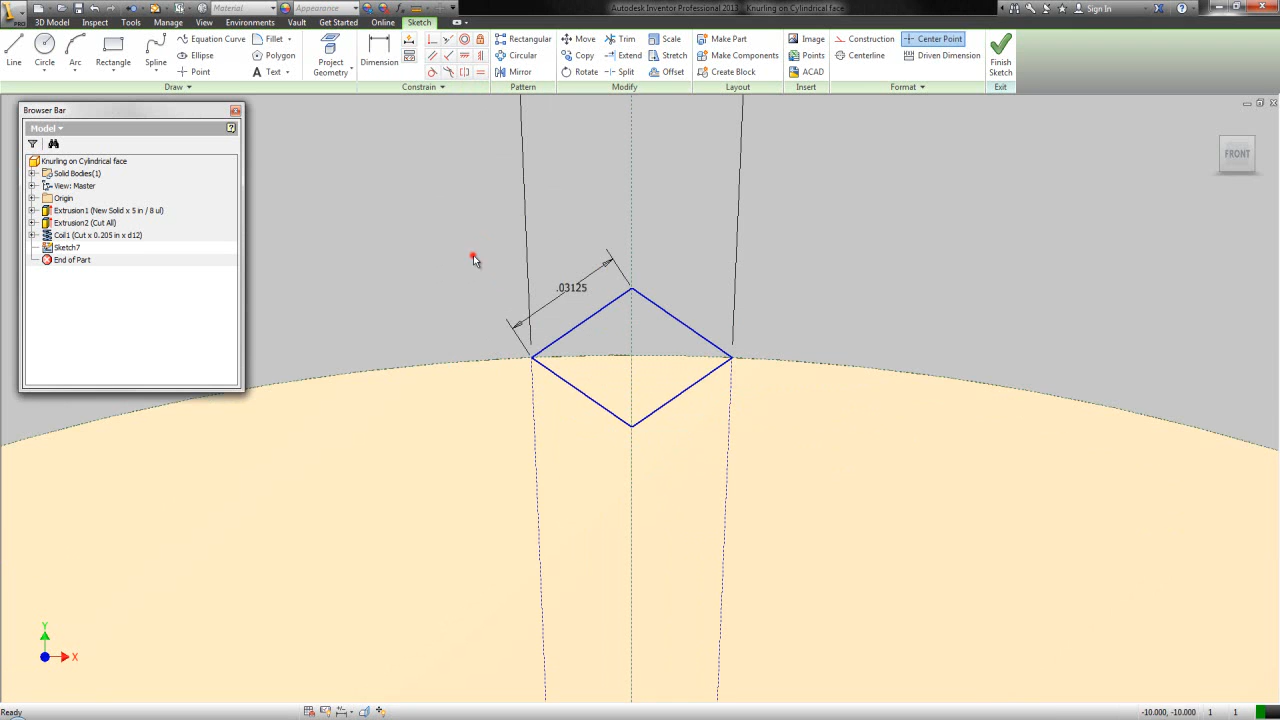 Material
Appearance
Autodesk Inventor Professional 2013 - Knurling on Cylindrical face
Sign In
PRO
3D Model
Inspect
Tools
Manage
View
Environments
Vault
Get Started
Online
Sketch
Line
Circle
Arc
Rectangle
Spline
Equation Curve
Ellipse
Point
Fillet
Polygon
Text
Draw
Project
Geometry
Dimension
Constrain
Rectangular
Circular
Mirror
Pattern
Move
Copy
Rotate
Trim
Extend
Split
Scale
Stretch
Offset
Modify
Make Part
Make Components
Create Block
Layout
Image
Points
ACAD
Insert
Construction
Centerline
Center Point
Driven Dimension
Format
Finish
Sketch
Exit
Browser Bar
Model
Knurling on Cylindrical face
Solid Bodies(1)
View: Master
Origin
Extrusion1 (New Solid x 5 in / 8 ul)
Extrusion2 (Cut All)
Coil1 (Cut x 0.205 in x d12)
Sketch7
End of Part
FRONT
.03125
Y
X
Ready
-10.000, -10.000 1 1